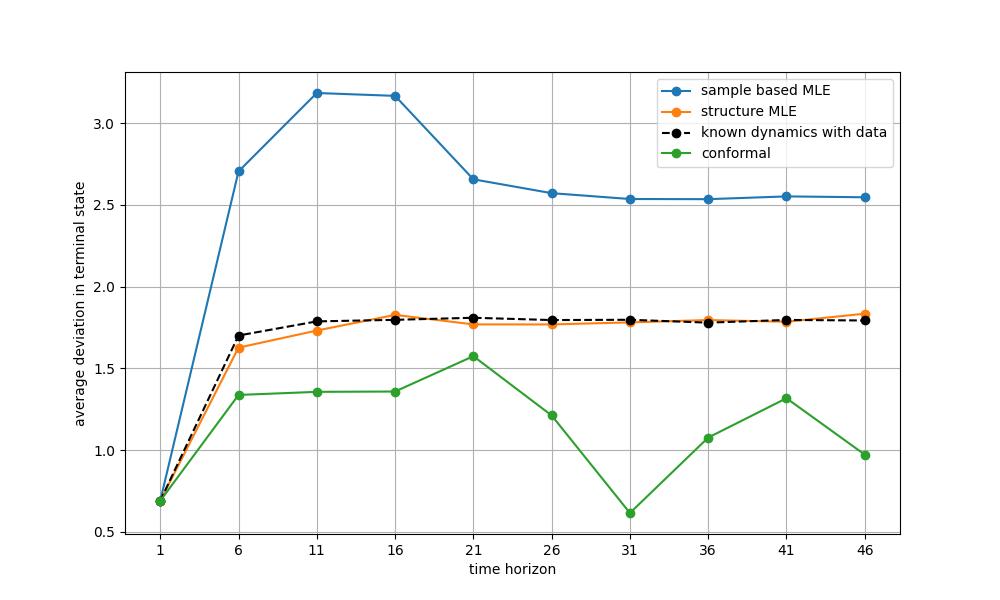 sample based MLE
structure MLE
known dynamics with data
conformal
average deviation in terminal state
3.0
2.5
2.0
1.5
1.0
0.5
1 6 11 16 21 26 31 36 41 46
time horizon